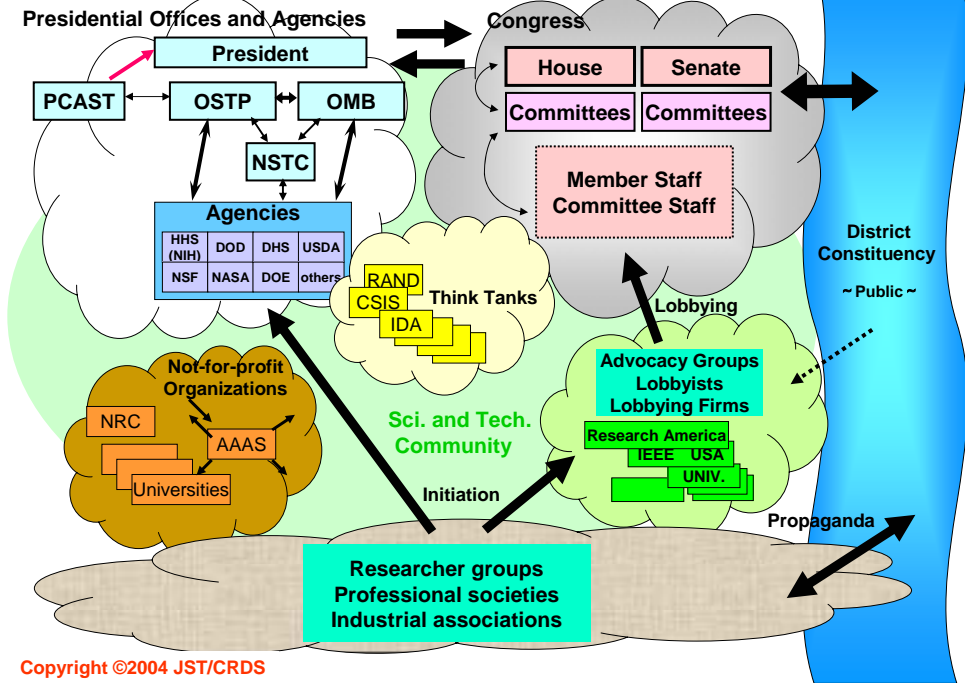 Presidential Offices and Agencies
President
PCAST
OSTP
OMB
NSTC
Agencies
HHS
(NIH)
DOD
DHS
USDA
NSF
NASA
DOE
others
Congress
House
Senate
Committees
Committees
Member Staff
Committee Staff
District
Constituency
~ Public ~
RAND
CSIS
IDA
Think Tanks
Lobbying
Advocacy Groups
Lobbyists
Lobbying Firms
Research America
IEEE USA
UNIV.
Not-for-profit
Organizations
NRC
AAAS
Universities
Sci. and Tech.
Community
Initiation
Propaganda
Researcher groups
Professional societies
Industrial associations
Copyright ©2004 JST/CRDS